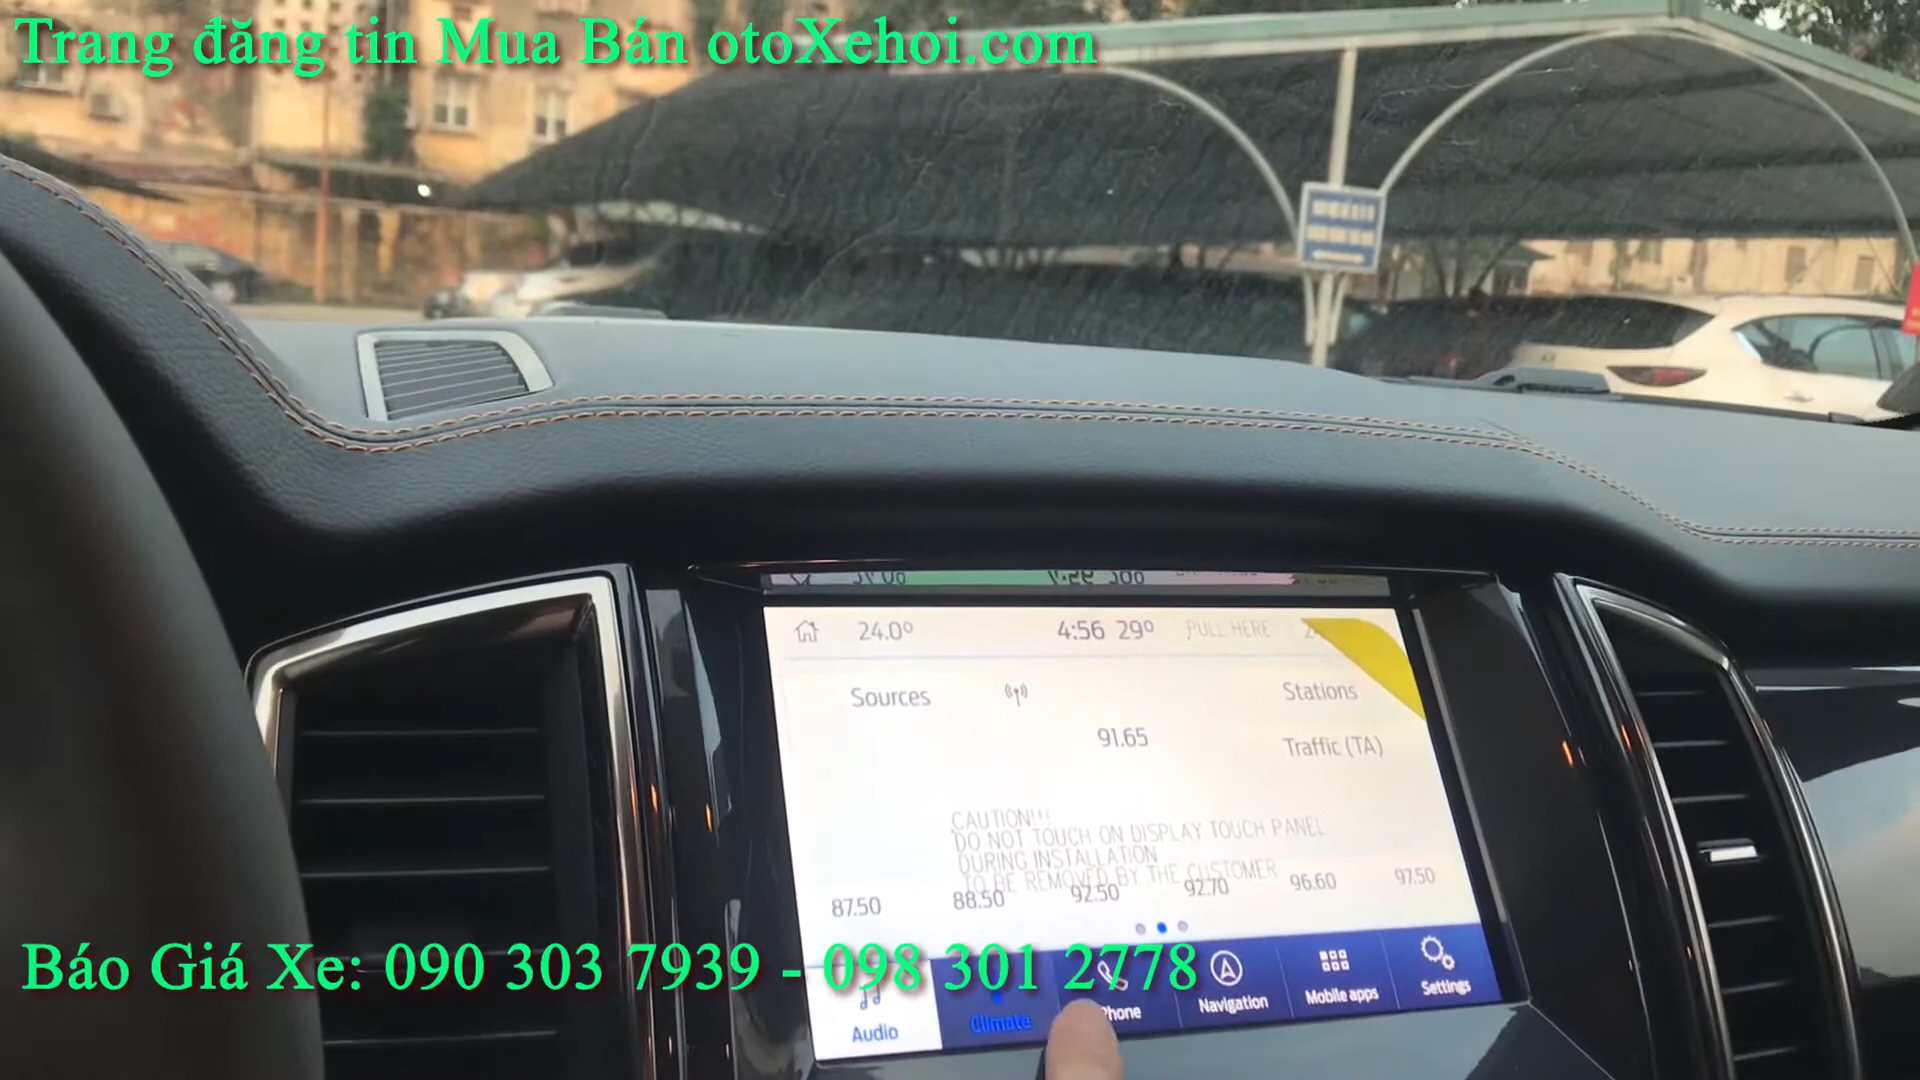 Trang đăng tin Mua Bán otoXehoi.com
24.0° 4:56 29° PULL HERE
Sources Stations
91.65
Traffic (TA)
CAUTION!!!
DO NOT TOUCH ON DISPLAY TOUCH PANEL
DURING INSTALLATION
TO BE REMOVED BY THE CUSTOMER
87.50 88.50 92.50 92.70 96.60 97.50
Báo Giá Xe: 090 303 7939 - 098 301 2778
Audio Climate Phone Navigation Mobile apps Settings